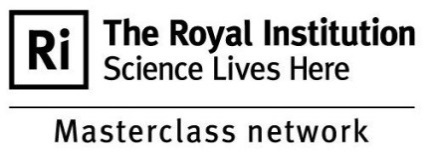 Ri
The Royal Institution
Science Lives Here
Masterclass network